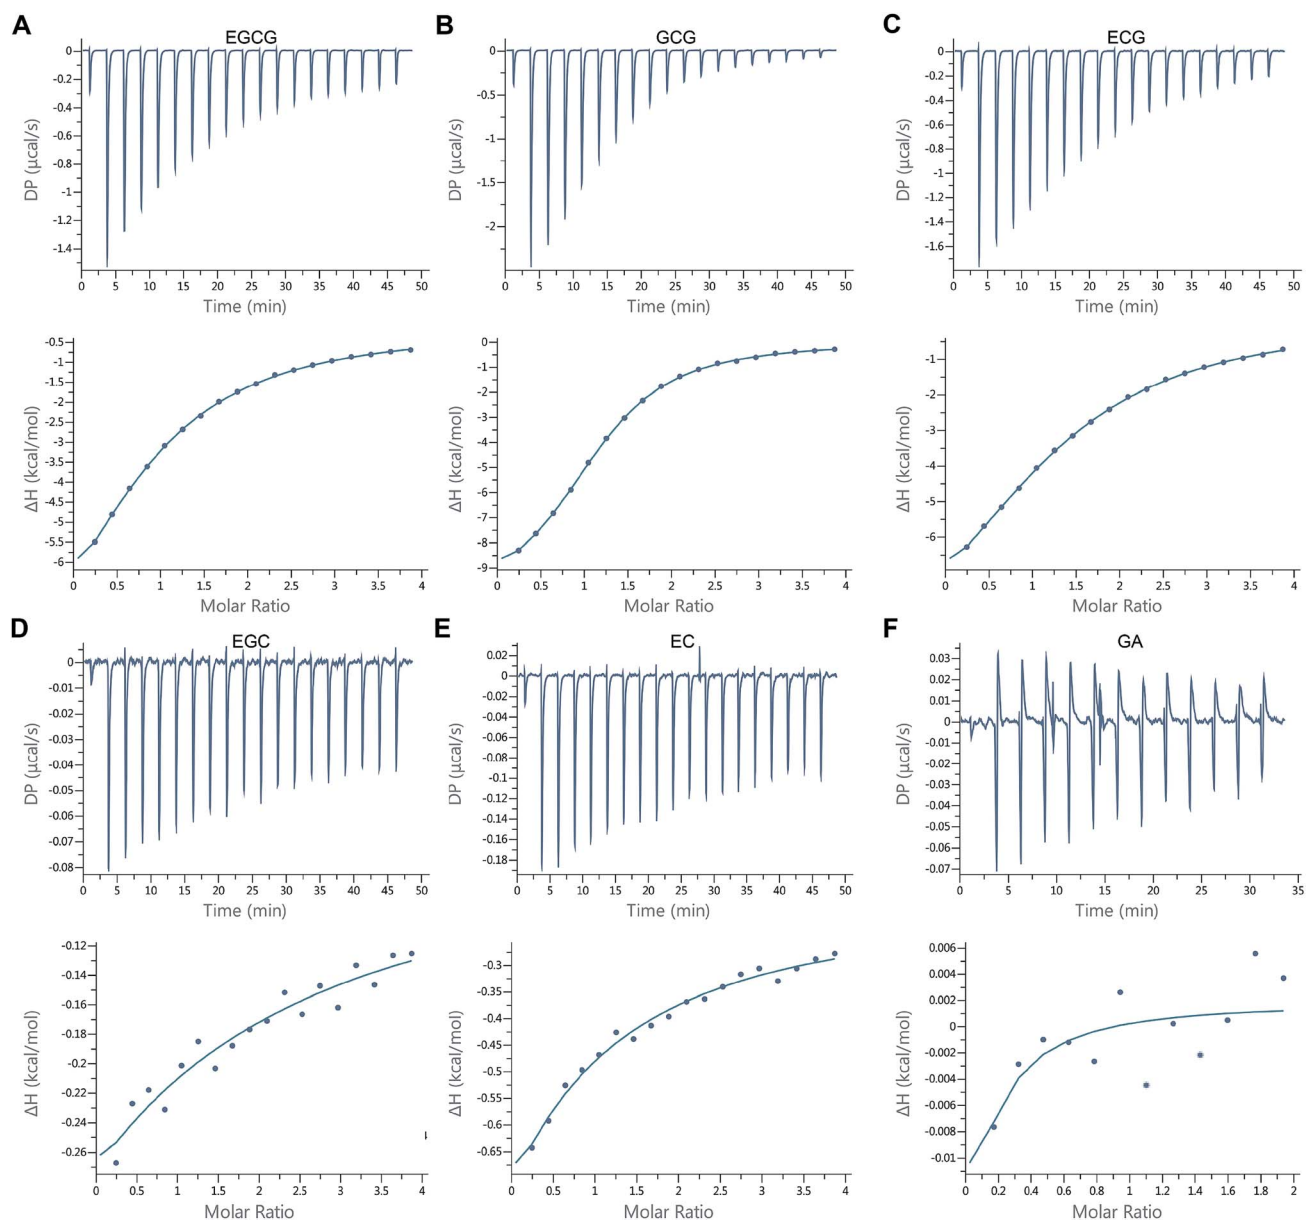 A
EGCG
0
-0.2
-0.4
-0.6
-0.8
-1
-1.2
-1.4
DP (µcal/s)
0 5 10 15 20 25 30 35 40 45 50
Time (min)
-0.5
-1
-1.5
-2
-2.5
-3
-3.5
-4
-4.5
-5
-5.5
-6
ΔH (kcal/mol)
0 0.5 1 1.5 2 2.5 3 3.5 4
Molar Ratio
B
GCG
0
-0.5
-1
-1.5
-2
DP (µcal/s)
0 5 10 15 20 25 30 35 40 45 50
Time (min)
0
-1
-2
-3
-4
-5
-6
-7
-8
-9
ΔH (kcal/mol)
0 0.5 1 1.5 2 2.5 3 3.5 4
Molar Ratio
C
ECG
0
-0.2
-0.4
-0.6
-0.8
-1
-1.2
-1.4
-1.6
DP (µcal/s)
0 5 10 15 20 25 30 35 40 45 50
Time (min)
-1
-2
-3
-4
-5
-6
ΔH (kcal/mol)
0 0.5 1 1.5 2 2.5 3 3.5 4
Molar Ratio
D
EGC
0
-0.01
-0.02
-0.03
-0.04
-0.05
-0.06
-0.07
-0.08
DP (µcal/s)
0 5 10 15 20 25 30 35 40 45 50
Time (min)
-0.12
-0.14
-0.16
-0.18
-0.2
-0.22
-0.24
-0.26
ΔH (kcal/mol)
0 0.5 1 1.5 2 2.5 3 3.5 4
Molar Ratio
E
EC
0.02
0
-0.02
-0.04
-0.06
-0.08
-0.1
-0.12
-0.14
-0.16
-0.18
DP (µcal/s)
0 5 10 15 20 25 30 35 40 45 50
Time (min)
-0.3
-0.35
-0.4
-0.45
-0.5
-0.55
-0.6
-0.65
ΔH (kcal/mol)
0 0.5 1 1.5 2 2.5 3 3.5 4
Molar Ratio
F
GA
0.03
0.02
0.01
0
-0.01
-0.02
-0.03
-0.04
-0.05
-0.06
-0.07
DP (µcal/s)
0 5 10 15 20 25 30 35
Time (min)
0.006
0.004
0.002
0
-0.002
-0.004
-0.006
-0.008
-0.01
ΔH (kcal/mol)
0 0.2 0.4 0.6 0.8 1 1.2 1.4 1.6 1.8 2
Molar Ratio